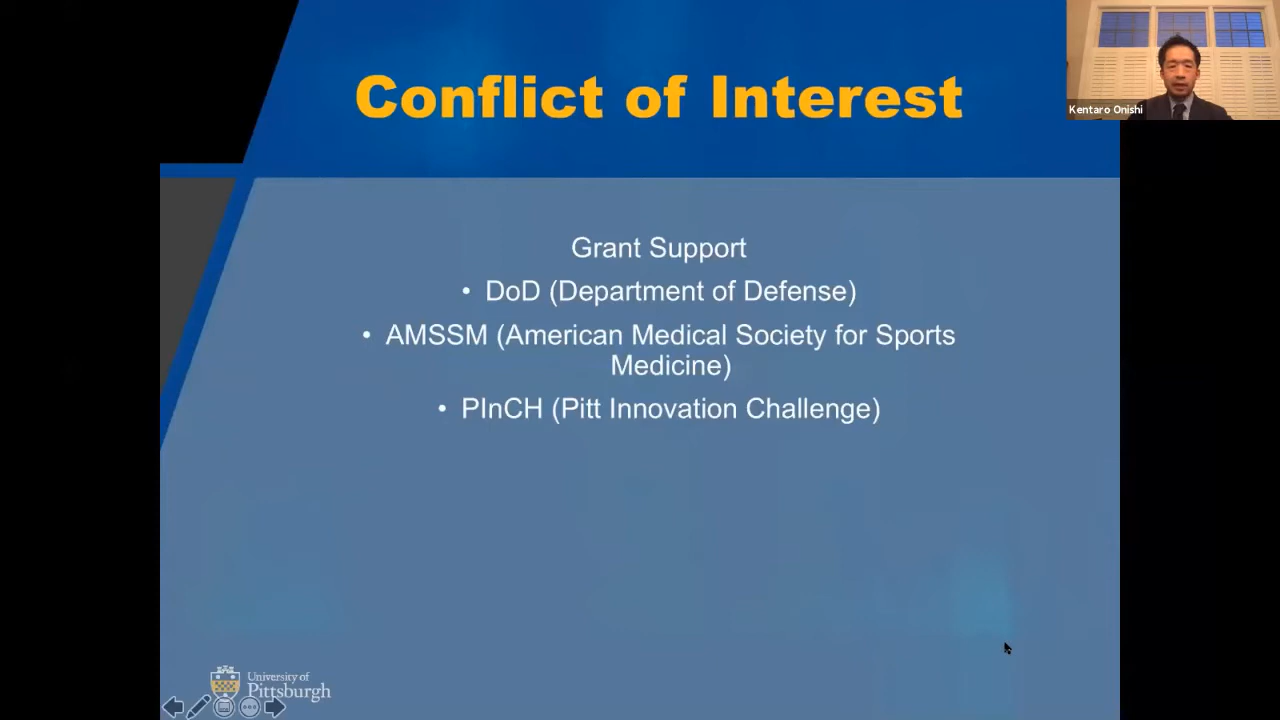 Conflict of Interest
Kentaro Onishi
Grant Support
• DoD (Department of Defense)
• AMSSM (American Medical Society for Sports
Medicine)
• PInCH (Pitt Innovation Challenge)
University of
Pittsburgh